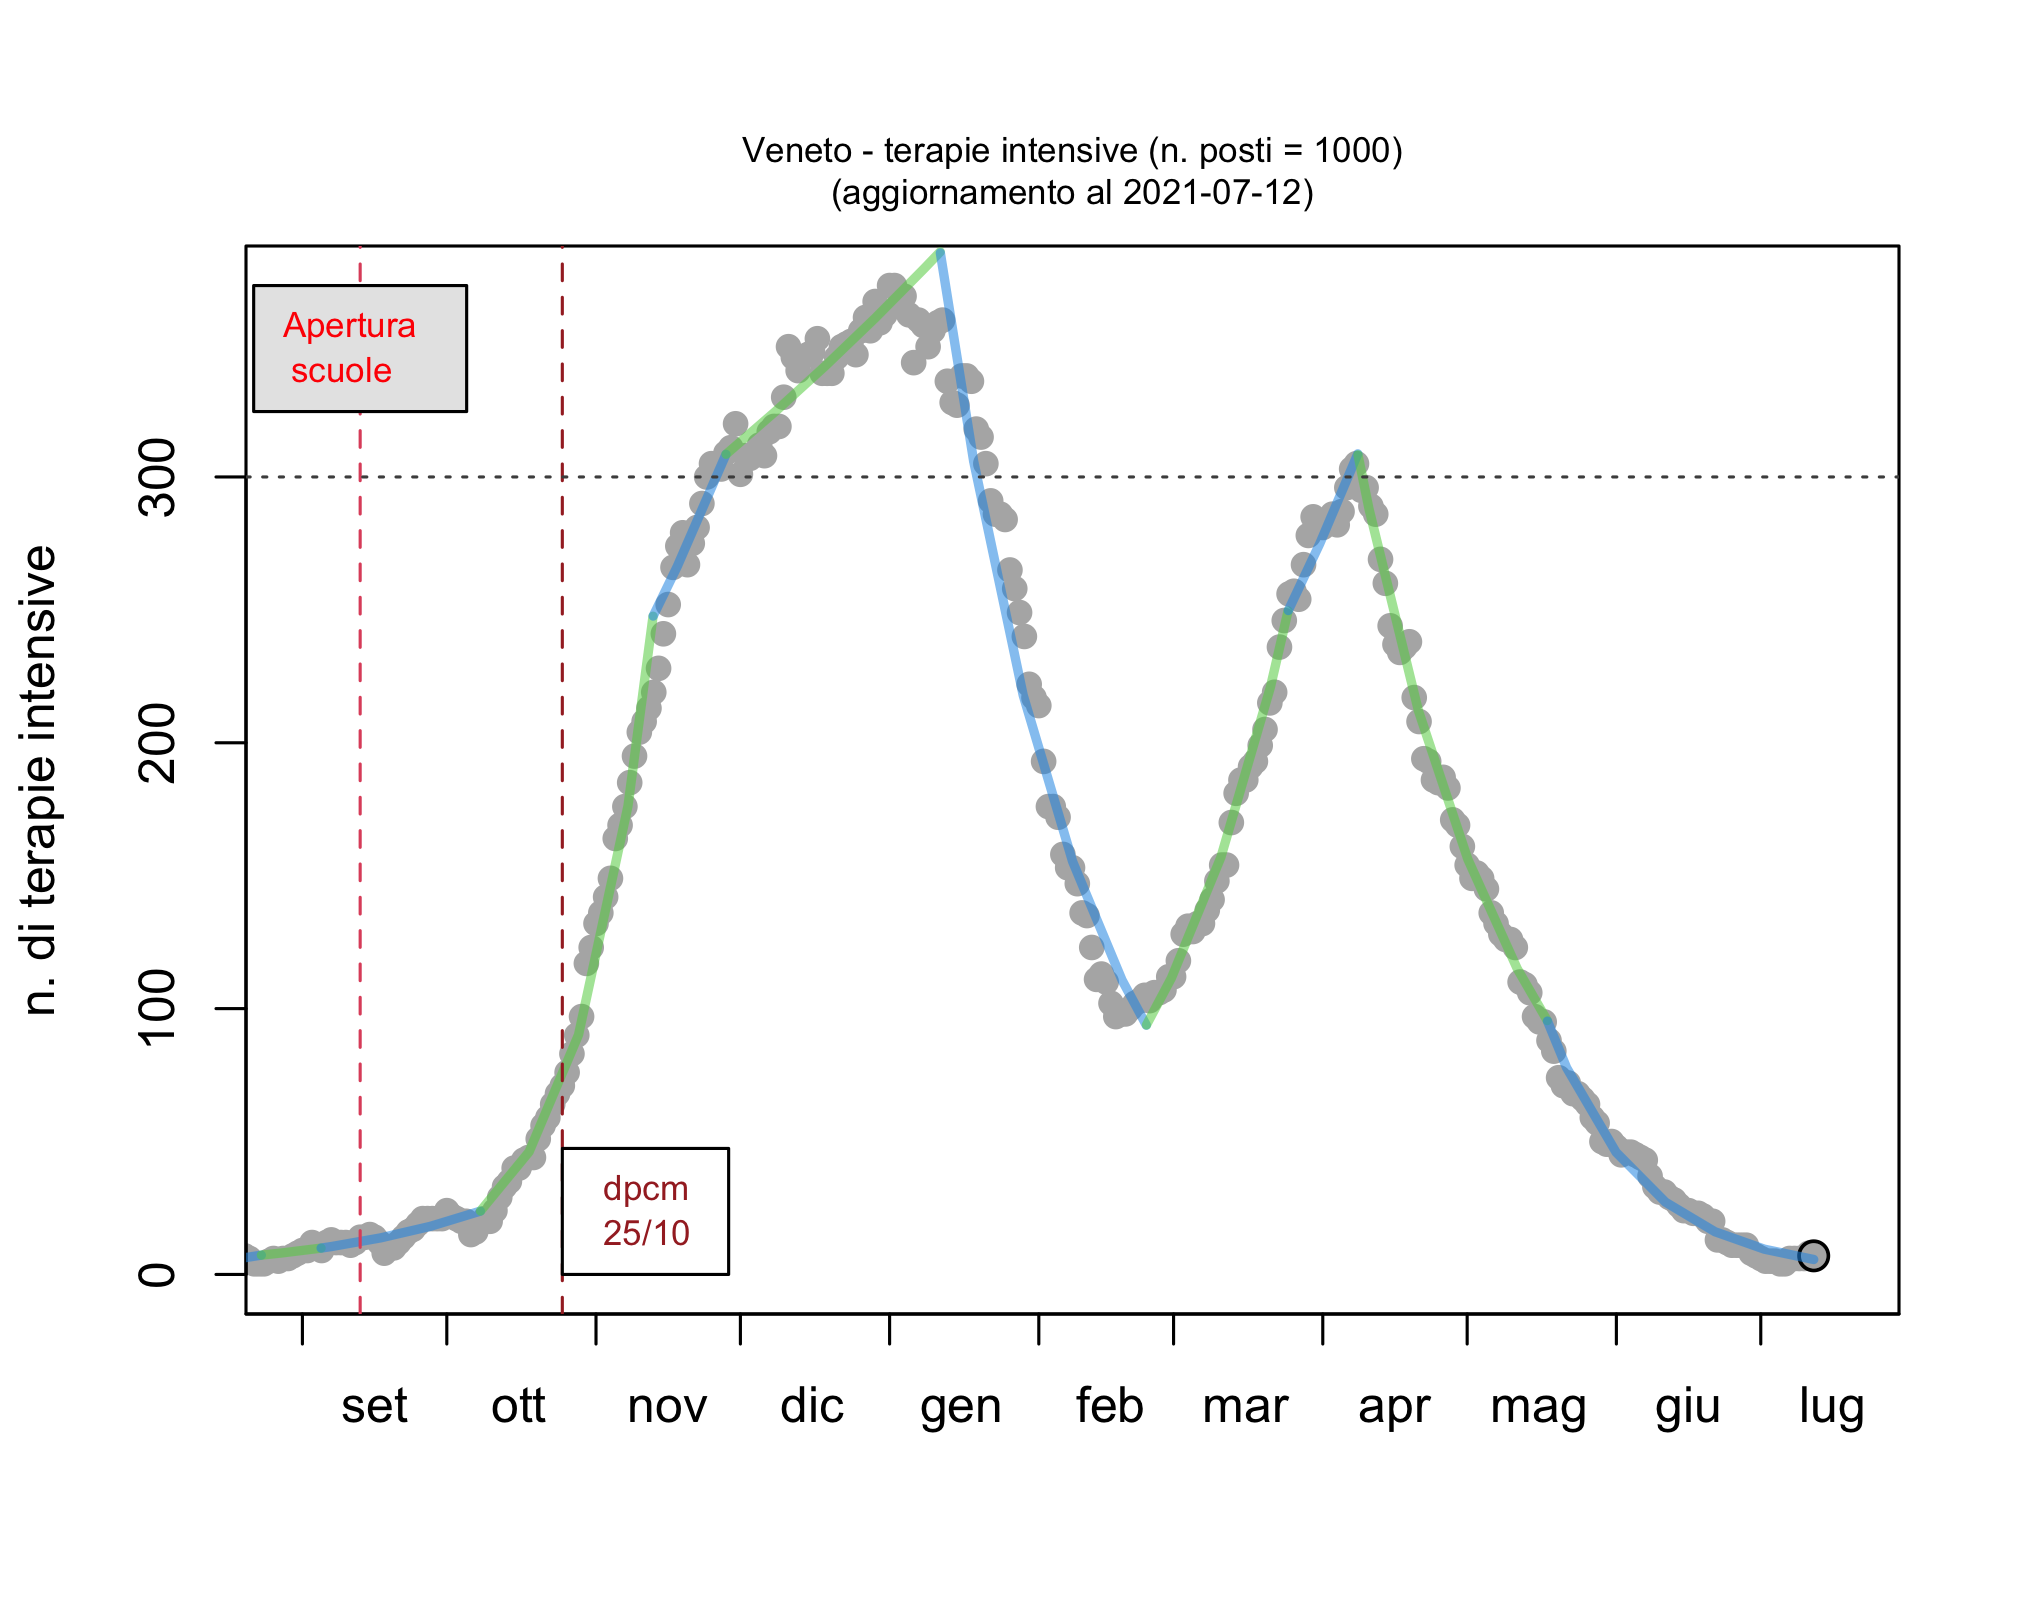 Veneto - terapie intensive (n. posti = 1000)
(aggiornamento al 2021-07-12)
n. di terapie intensive
300
200
100
0
Apertura
scuole
dpcm
25/10
set ott nov dic gen feb mar apr mag giu lug